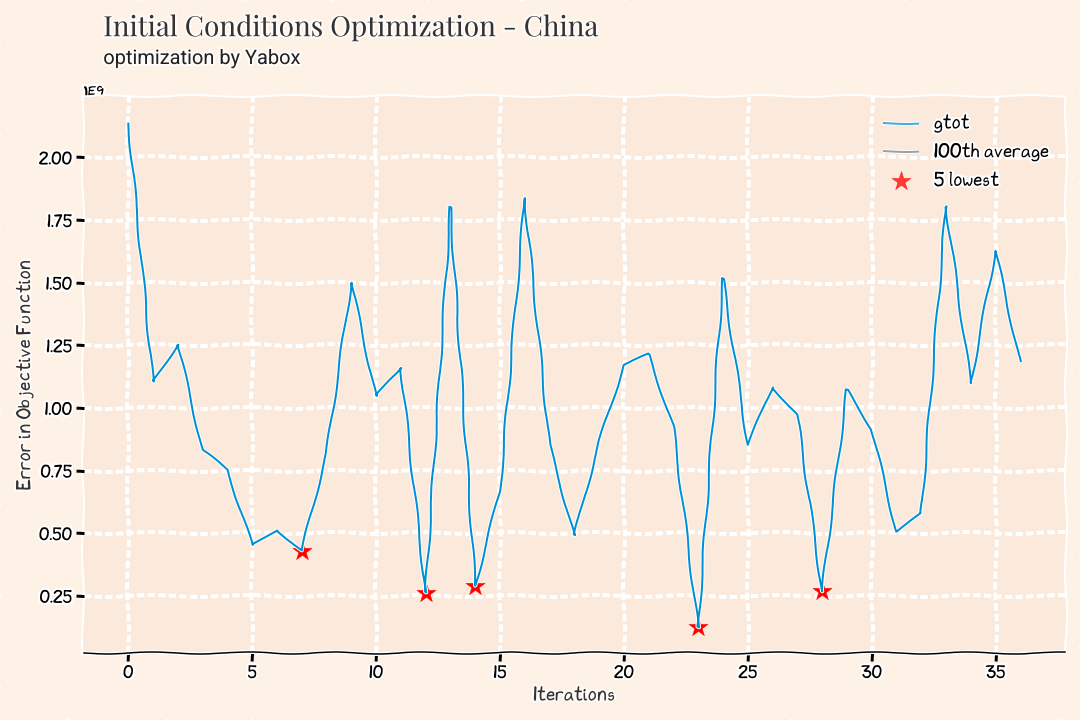 Initial Conditions Optimization - China
optimization by Yabox
1E9
gtot
100th average
5 lowest
2.00
1.75
1.50
1.25
1.00
0.75
0.50
0.25
Error in Objective Function
0 5 10 15 20 25 30 35
Iterations